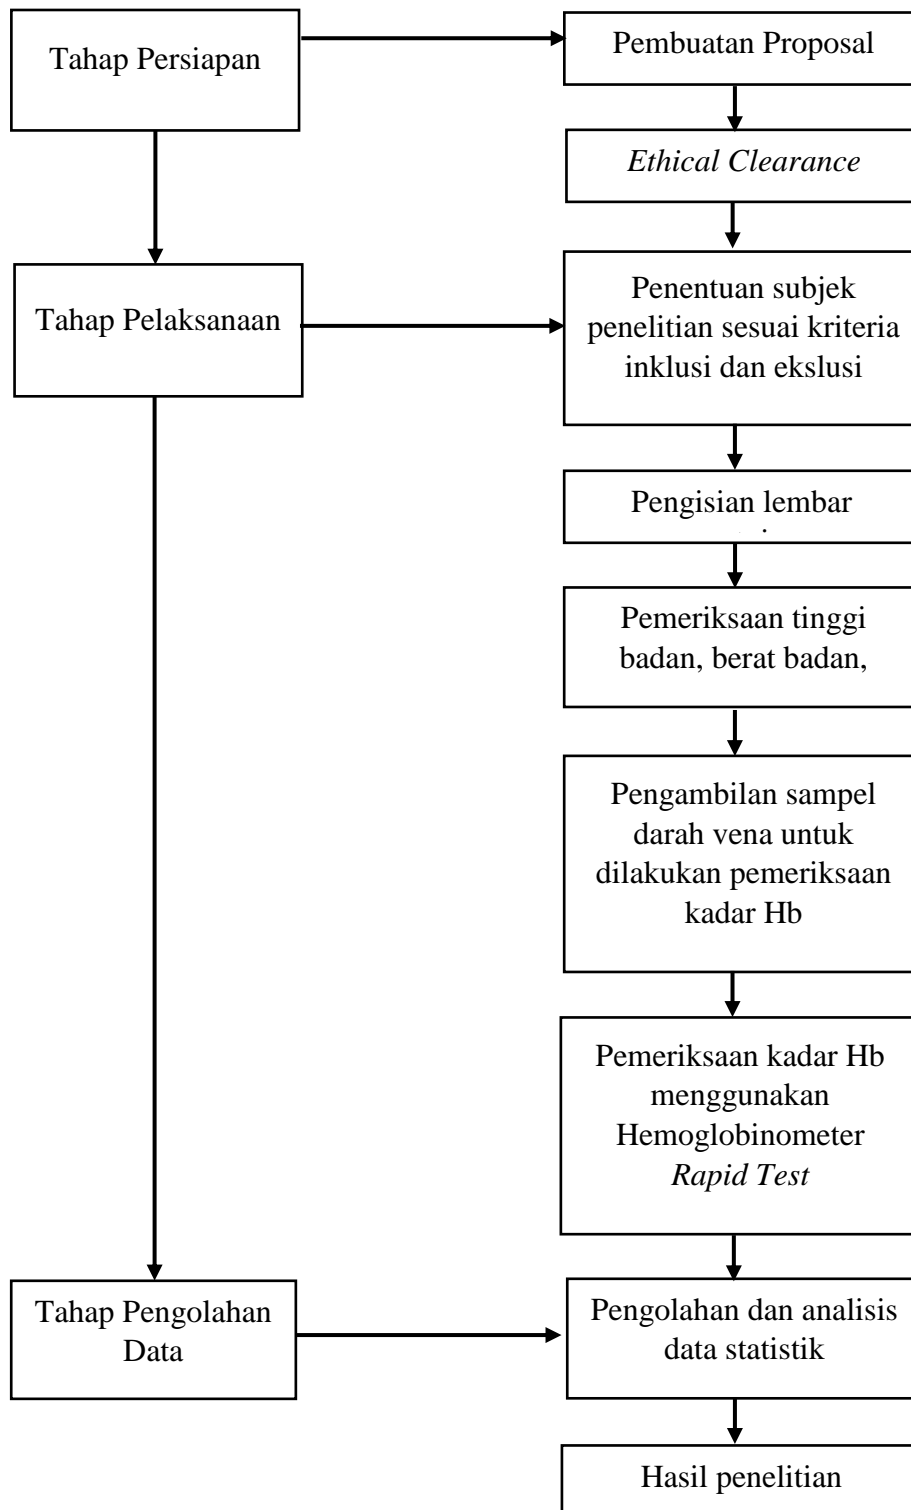 Tahap Persiapan
Pembuatan Proposal
Ethical Clearance
Tahap Pelaksanaan
Penentuan subjek
penelitian sesuai kriteria
inklusi dan ekslusi
Pengisian lembar
Pemeriksaan tinggi
badan, berat badan,
Pengambilan sampel
darah vena untuk
dilakukan pemeriksaan
kadar Hb
Pemeriksaan kadar Hb
menggunakan
Hemoglobinometer
Rapid Test
Tahap Pengolahan
Data
Pengolahan dan analisis
data statistik
Hasil penelitian